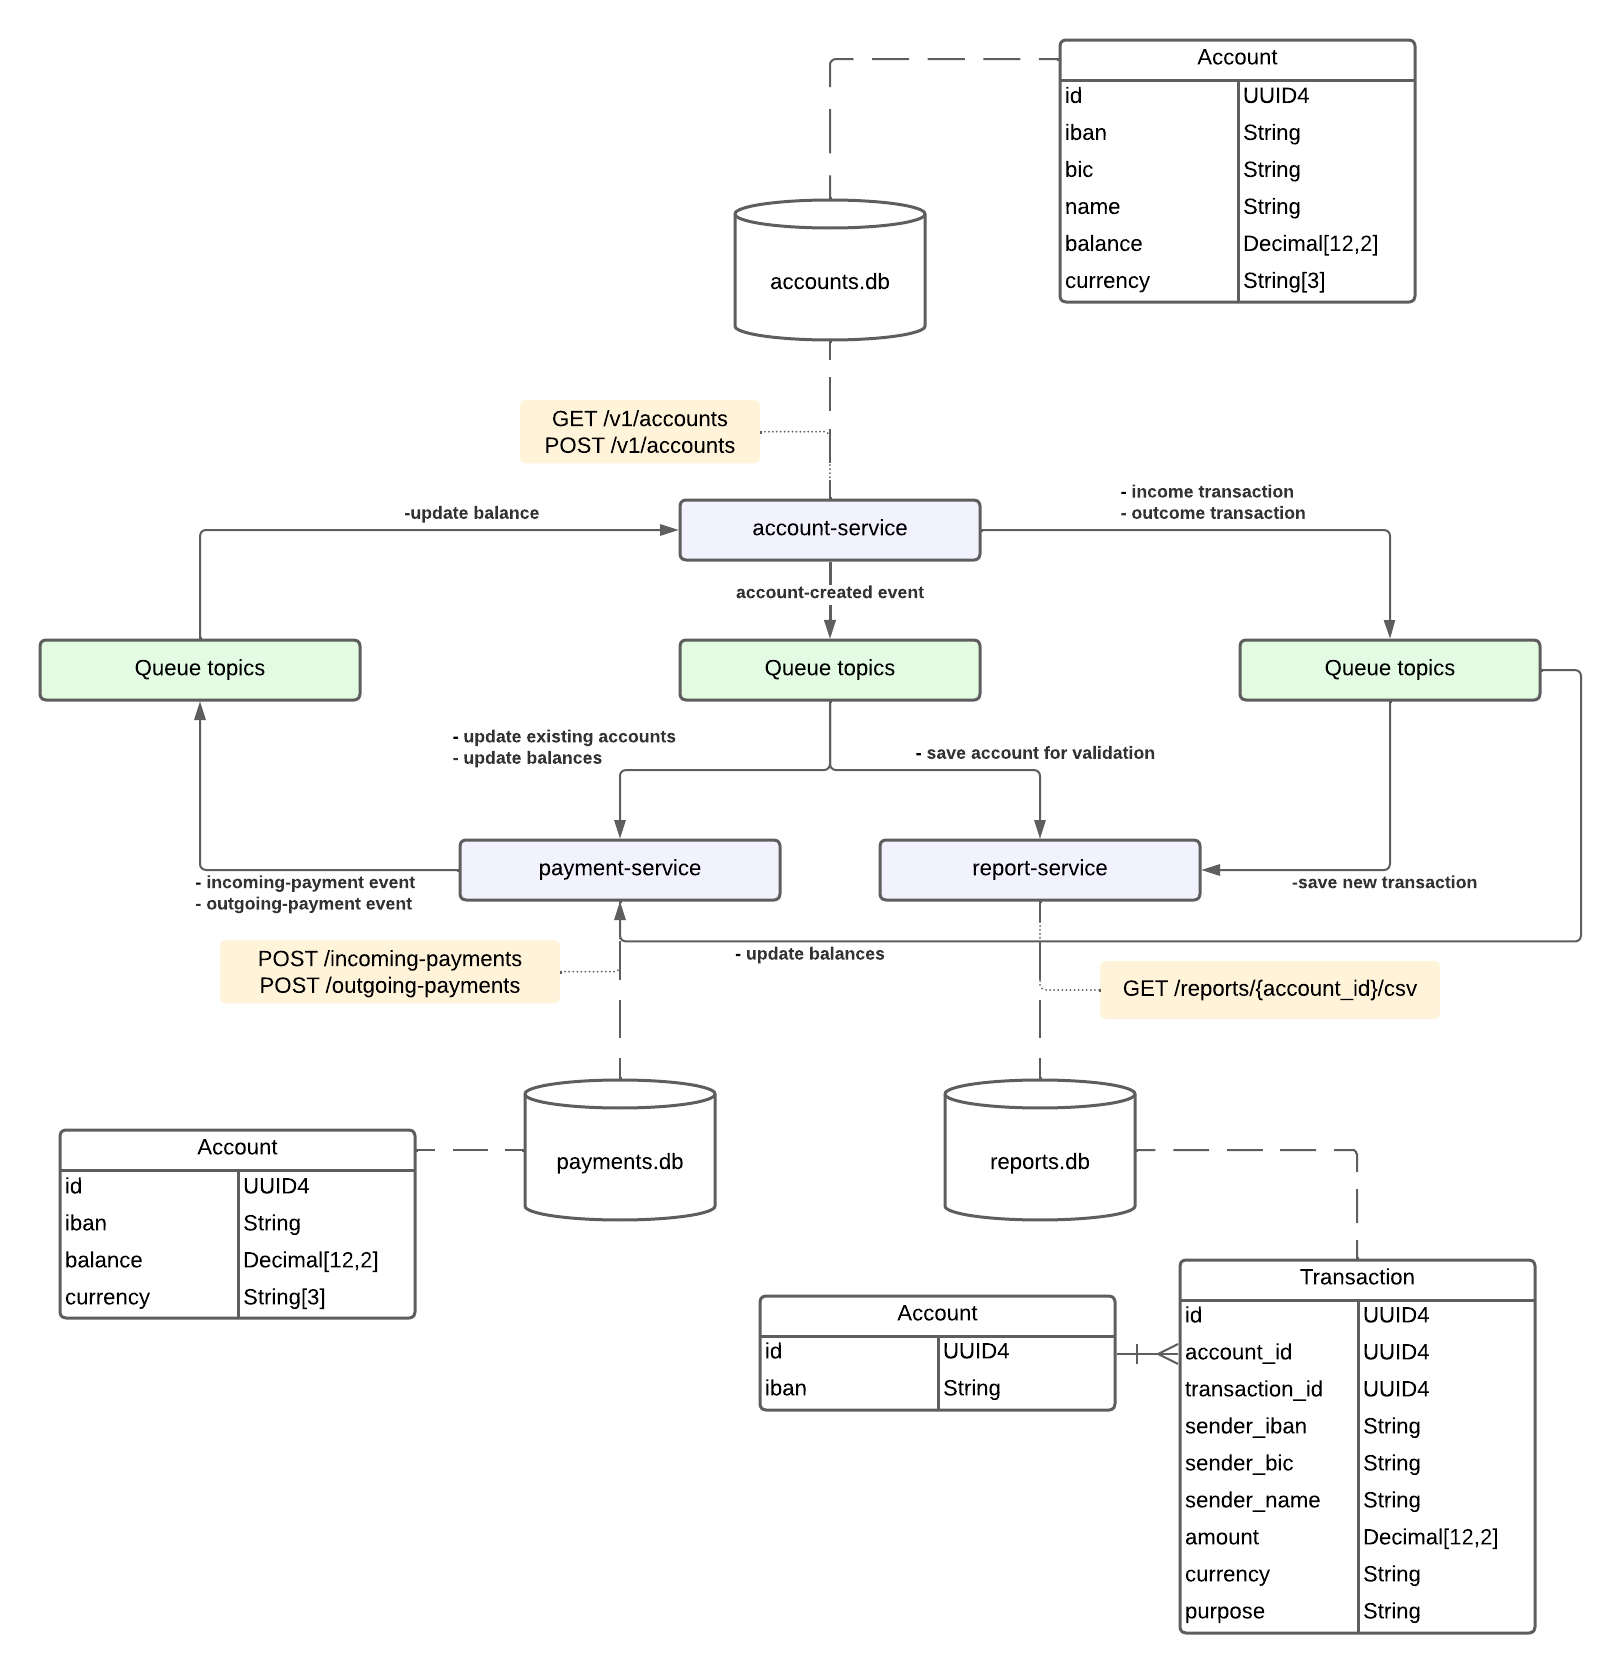 Account
id UUID4
iban String
bic String
name String
balance Decimal[12,2]
currency String[3]
accounts.db
GET /v1/accounts
POST /v1/accounts
- income transaction
- outcome transaction
-update balance
account-service
account-created event
Queue topics
Queue topics
Queue topics
- update existing accounts
- update balances
- save account for validation
payment-service
report-service
- incoming-payment event
- outgoing-payment event
-save new transaction
POST /incoming-payments
POST /outgoing-payments
- update balances
GET /reports/{account_id}/csv
payments.db
reports.db
Account
id UUID4
iban String
balance Decimal[12,2]
currency String[3]
Account
id UUID4
iban String
Transaction
id UUID4
account_id UUID4
transaction_id UUID4
sender_iban String
sender_bic String
sender_name String
amount Decimal[12,2]
currency String
purpose String